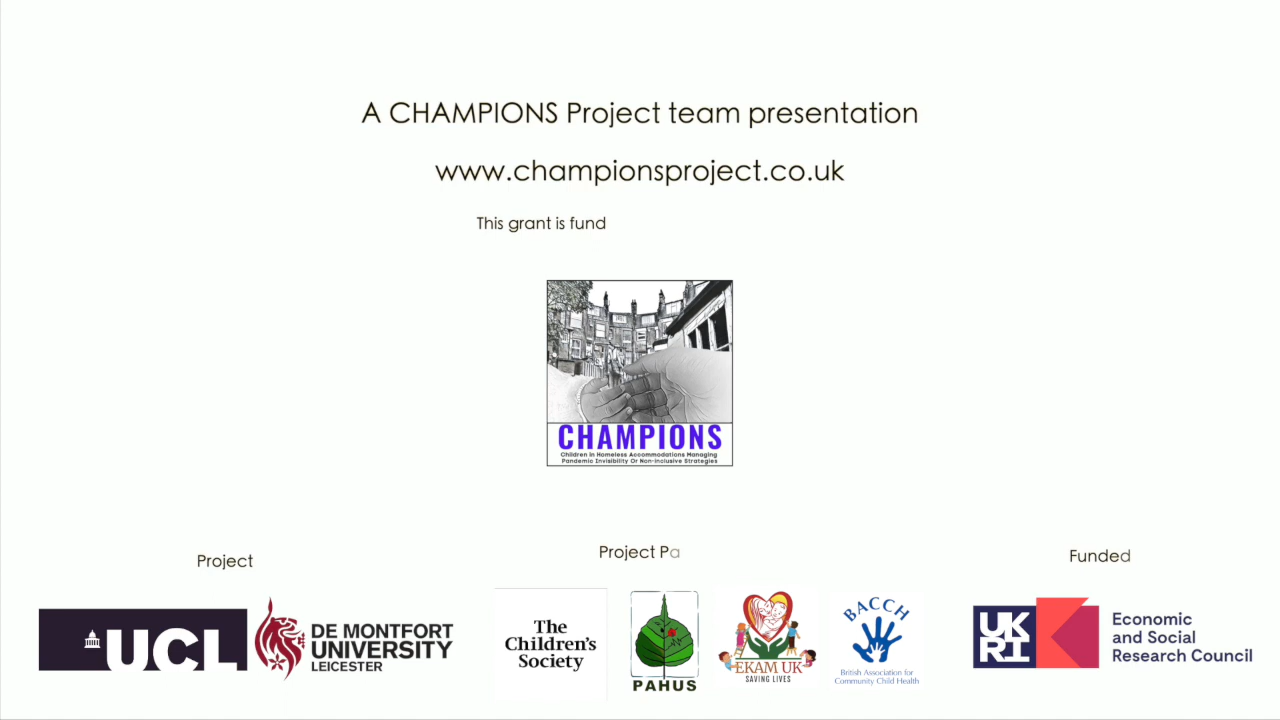 A CHAMPIONS Project team presentation
www.championsproject.co.uk
This grant is fund
CHAMPIONS
Children in Homeless Accommodations Managing
Pandemic Invisibility Or Non-inclusive Strategies
Project
Project Pa
Funded
UCL
DE MONTFORT
UNIVERSITY
LEICESTER
The
Children's
Society
PAHUS
EKAM UK
SAVING LIVES
BACCH
British Association for
Community Child Health
UK
RI
Economic
and Social
Research Council